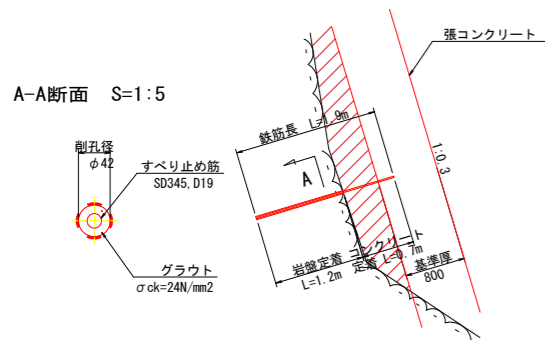 張コンクリート
A-A断面 S=1:5
鉄筋長 L=1.9m
削孔径
φ42
すべり止め筋
SD345,D19
A
1:0.3
グラウト
σck=24N/mm2
岩盤定着
L=1.2m
コンクリート
定着 L=0.7m
基準厚
800